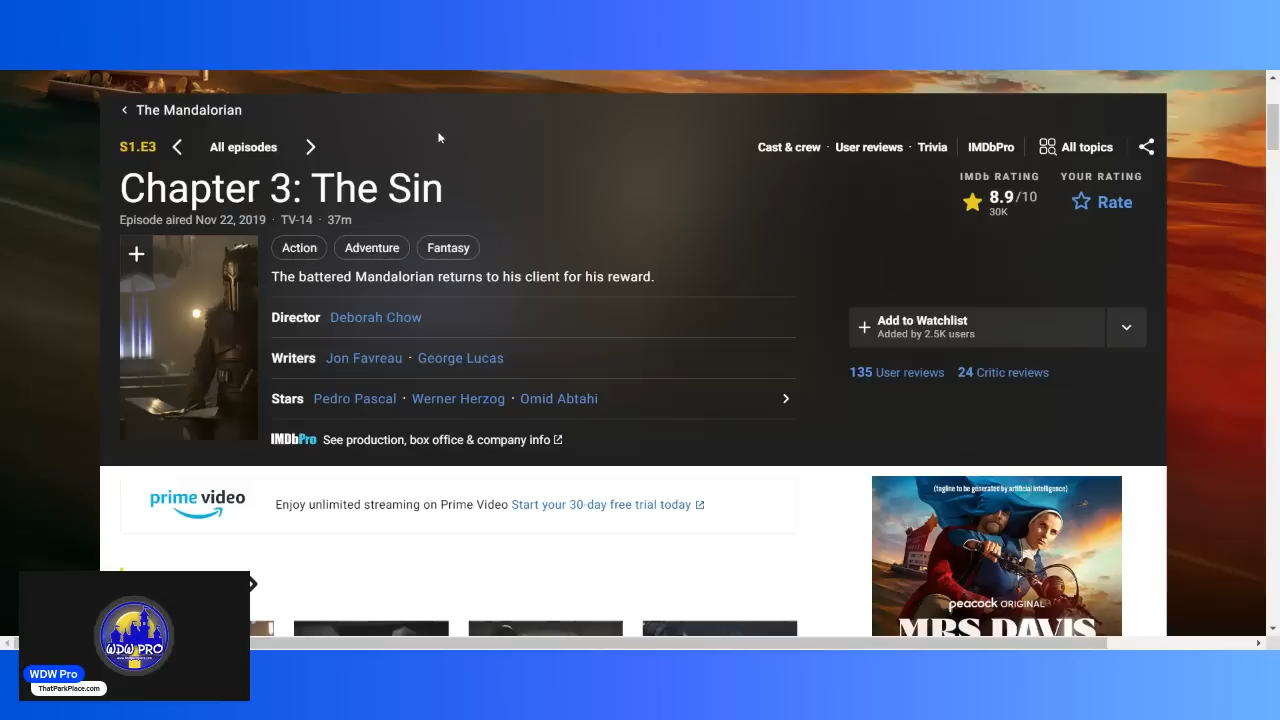 The Mandalorian
S1.E3 All episodes
Cast & crew · User reviews · Trivia IMDbPro All topics
Chapter 3: The Sin
IMDb RATING YOUR RATING
8.9/10 Rate
30K
Episode aired Nov 22, 2019 · TV-14 · 37m
Action Adventure Fantasy
The battered Mandalorian returns to his client for his reward.
Director Deborah Chow
Writers Jon Favreau · George Lucas
Stars Pedro Pascal · Werner Herzog · Omid Abtahi
IMDbPro See production, box office & company info
Add to Watchlist
Added by 2.5K users
135 User reviews 24 Critic reviews
prime video Enjoy unlimited streaming on Prime Video Start your 30-day free trial today
(tagline to be generated by artificial intelligence)
peacock ORIGINAL
MRS DAVIS
WDW PRO
WDW Pro
ThatParkPlace.com